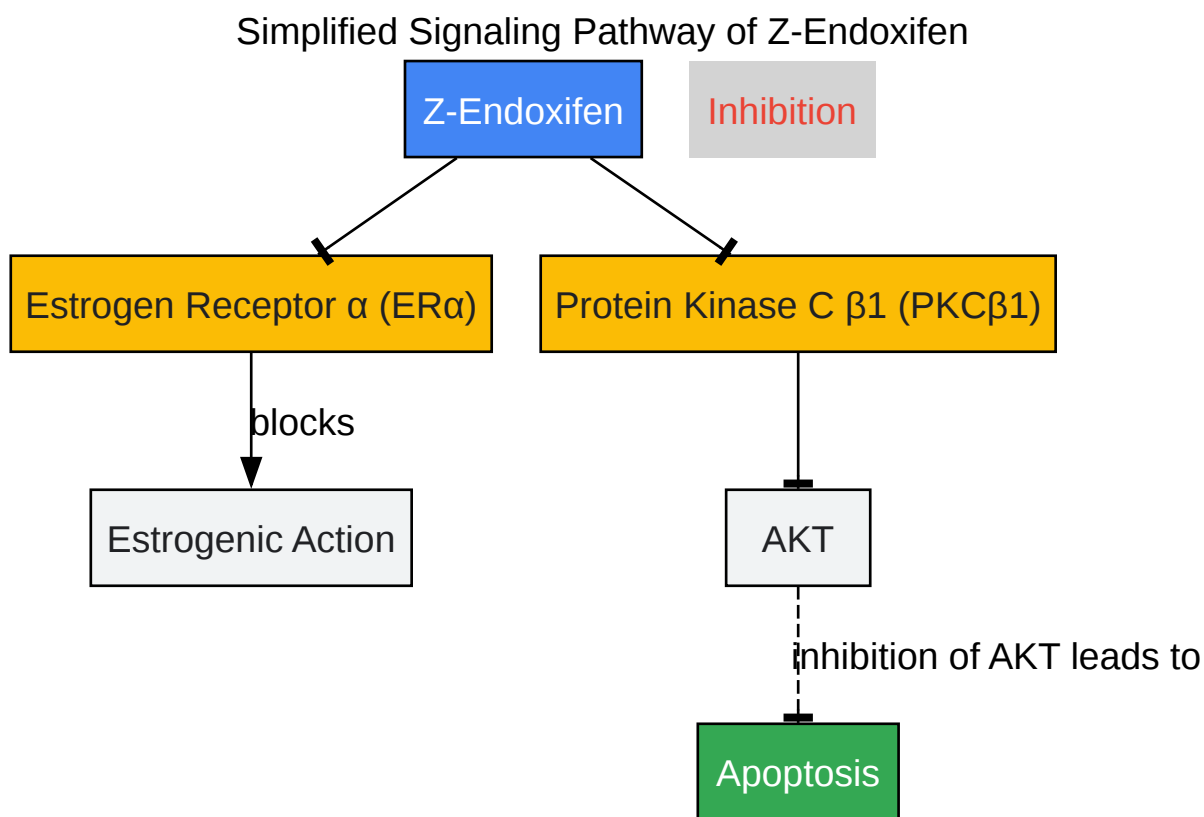 Simplified Signaling Pathway of Z-Endoxifen
Z-Endoxifen
Inhibition
Estrogen Receptor α (ERα)
Protein Kinase C β1 (PKCβ1)
blocks
Estrogenic Action
AKT
inhibition of AKT leads to
Apoptosis